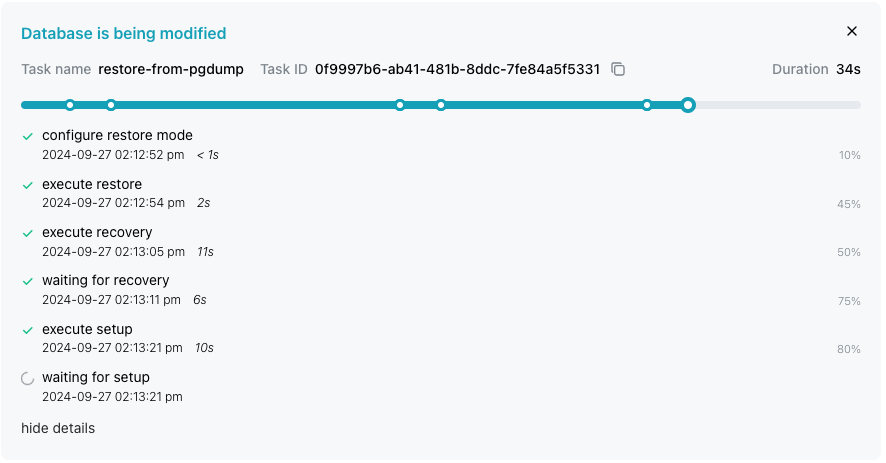 Database is being modified
Task name restore-from-pgdump Task ID 0f9997b6-ab41-481b-8ddc-7fe84a5f5331 Duration 34s
configure restore mode
2024-09-27 02:12:52 pm < 1s 10%
execute restore
2024-09-27 02:12:54 pm 2s 45%
execute recovery
2024-09-27 02:13:05 pm 11s 50%
waiting for recovery
2024-09-27 02:13:11 pm 6s 75%
execute setup
2024-09-27 02:13:21 pm 10s 80%
waiting for setup
2024-09-27 02:13:21 pm
hide details